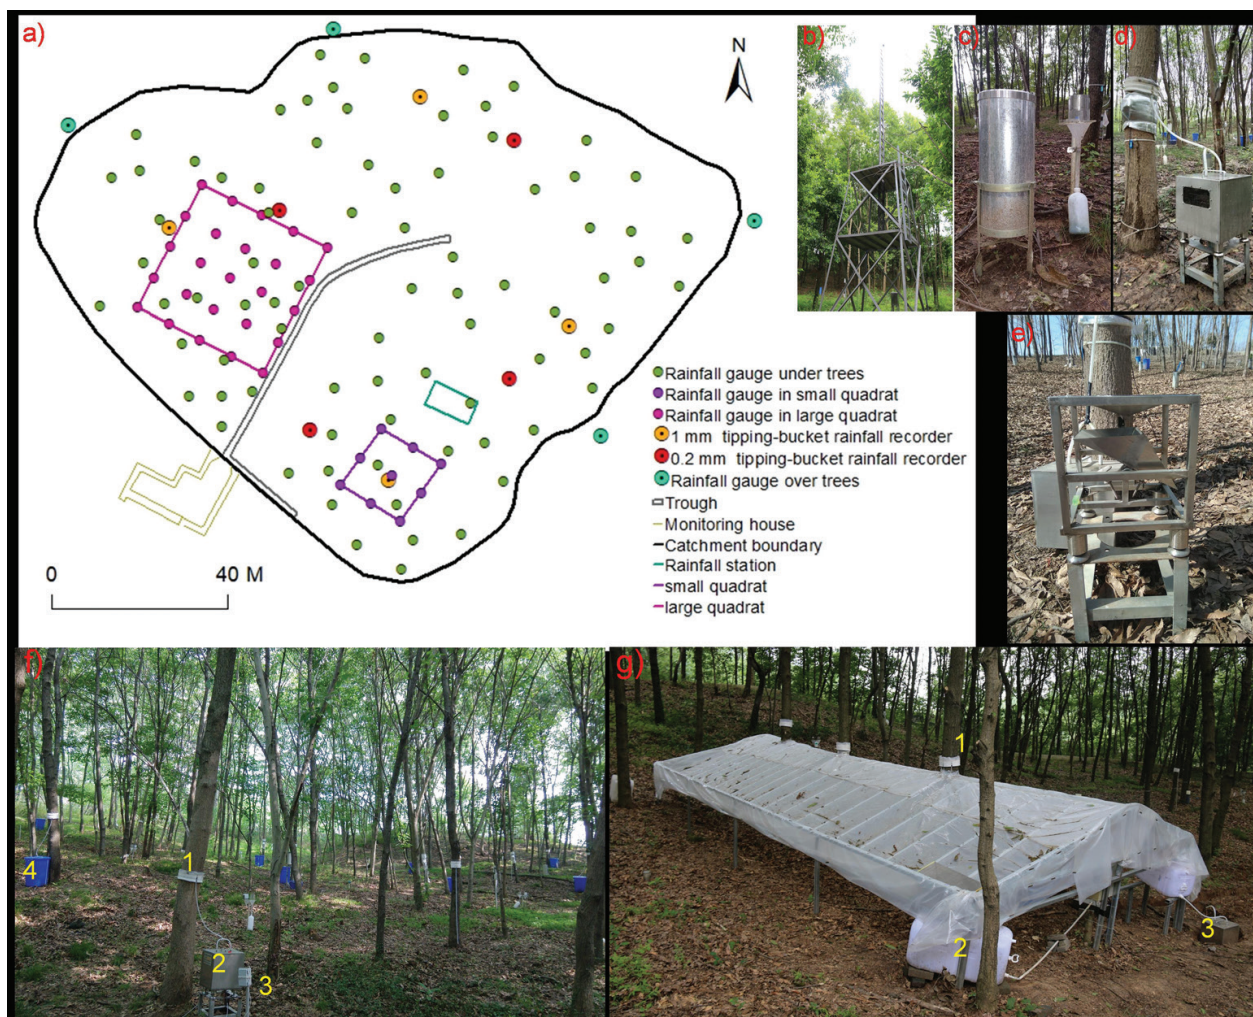 a)
N
Rainfall gauge under trees
Rainfall gauge in small quadrat
Rainfall gauge in large quadrat
1 mm tipping-bucket rainfall recorder
0.2 mm tipping-bucket rainfall recorder
Rainfall gauge over trees
Trough
Monitoring house
Catchment boundary
Rainfall station
small quadrat
large quadrat
0 40 M
b)
c)
d)
e)
f)
1
2
3
4
g)
1
2
3